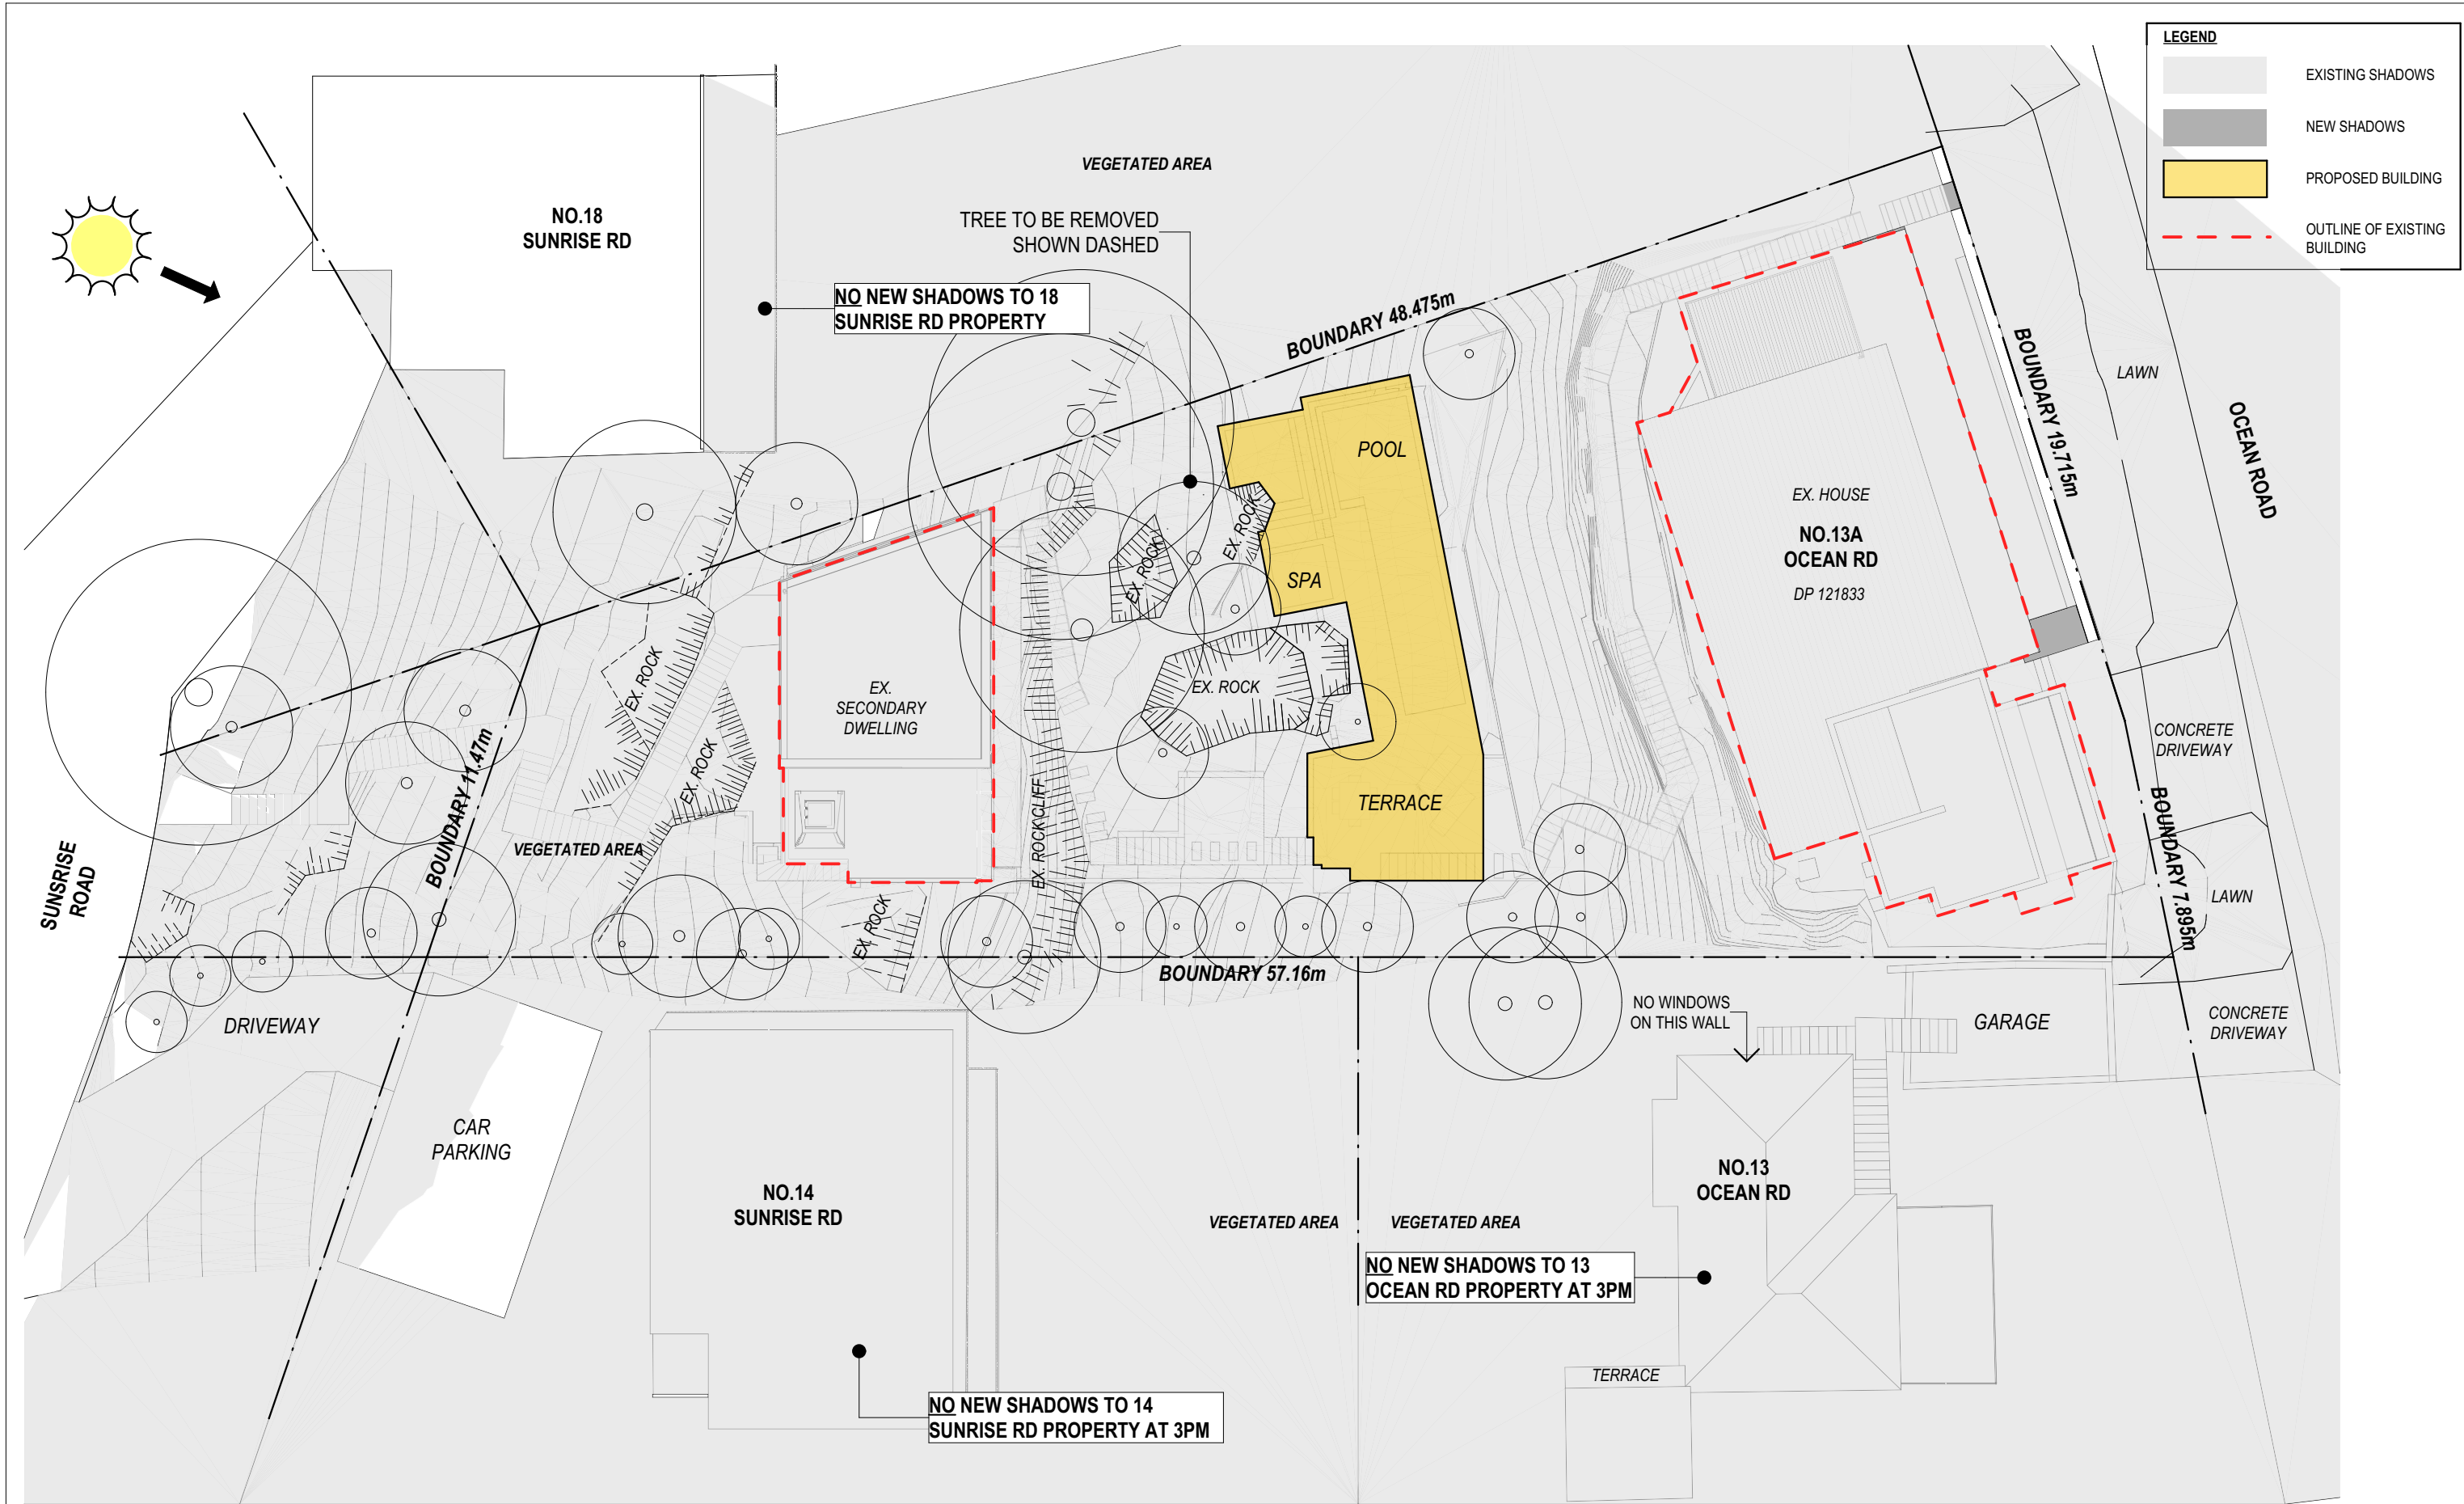 LEGEND
EXISTING SHADOWS
NEW SHADOWS
PROPOSED BUILDING
OUTLINE OF EXISTING
BUILDING
VEGETATED AREA
NO.18
SUNRISE RD
TREE TO BE REMOVED
SHOWN DASHED
NO NEW SHADOWS TO 18
SUNRISE RD PROPERTY
BOUNDARY 48.475m
BOUNDARY 19.715m
LAWN
OCEAN ROAD
POOL
EX. HOUSE
NO.13A
OCEAN RD
DP 121833
EX. ROCK
EX. ROCK
SPA
EX. ROCK
EX. ROCK
EX.
SECONDARY
DWELLING
EX. ROCK
CONCRETE
DRIVEWAY
BOUNDARY 11.47m
TERRACE
EX. ROCK CLIFF
BOUNDARY 7.895m
VEGETATED AREA
SUNSRISE
ROAD
LAWN
EX. ROCK
BOUNDARY 57.16m
DRIVEWAY
NO WINDOWS
ON THIS WALL
GARAGE
CONCRETE
DRIVEWAY
CAR
PARKING
NO.14
SUNRISE RD
NO.13
OCEAN RD
VEGETATED AREA
VEGETATED AREA
NO NEW SHADOWS TO 13
OCEAN RD PROPERTY AT 3PM
TERRACE
NO NEW SHADOWS TO 14
SUNRISE RD PROPERTY AT 3PM